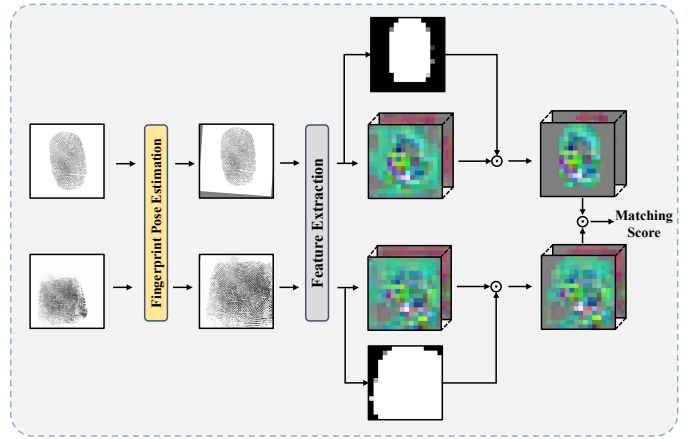 Fingerprint Pose Estimation
Feature Extraction
Matching
Score